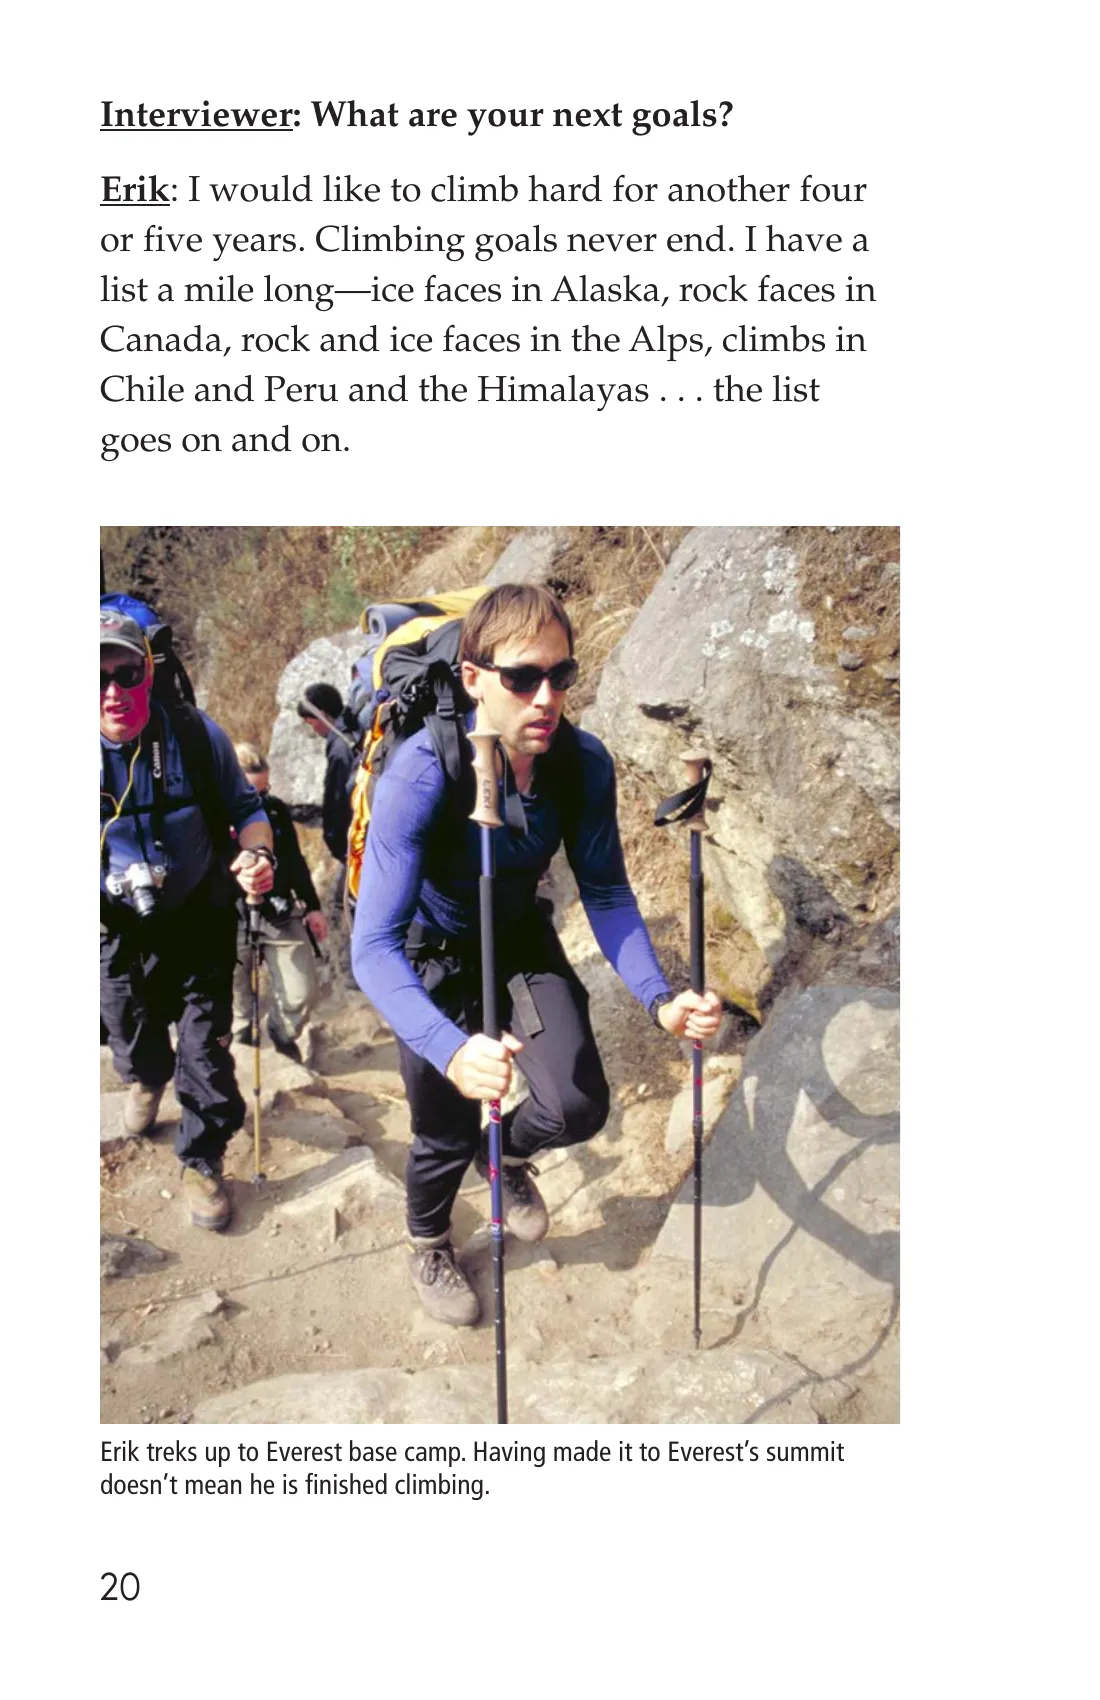 Interviewer: What are your next goals?
Erik: I would like to climb hard for another four
or five years. Climbing goals never end. I have a
list a mile long—ice faces in Alaska, rock faces in
Canada, rock and ice faces in the Alps, climbs in
Chile and Peru and the Himalayas . . . the list
goes on and on.
Canon
LEKI
Erik treks up to Everest base camp. Having made it to Everest’s summit
doesn’t mean he is finished climbing.
20